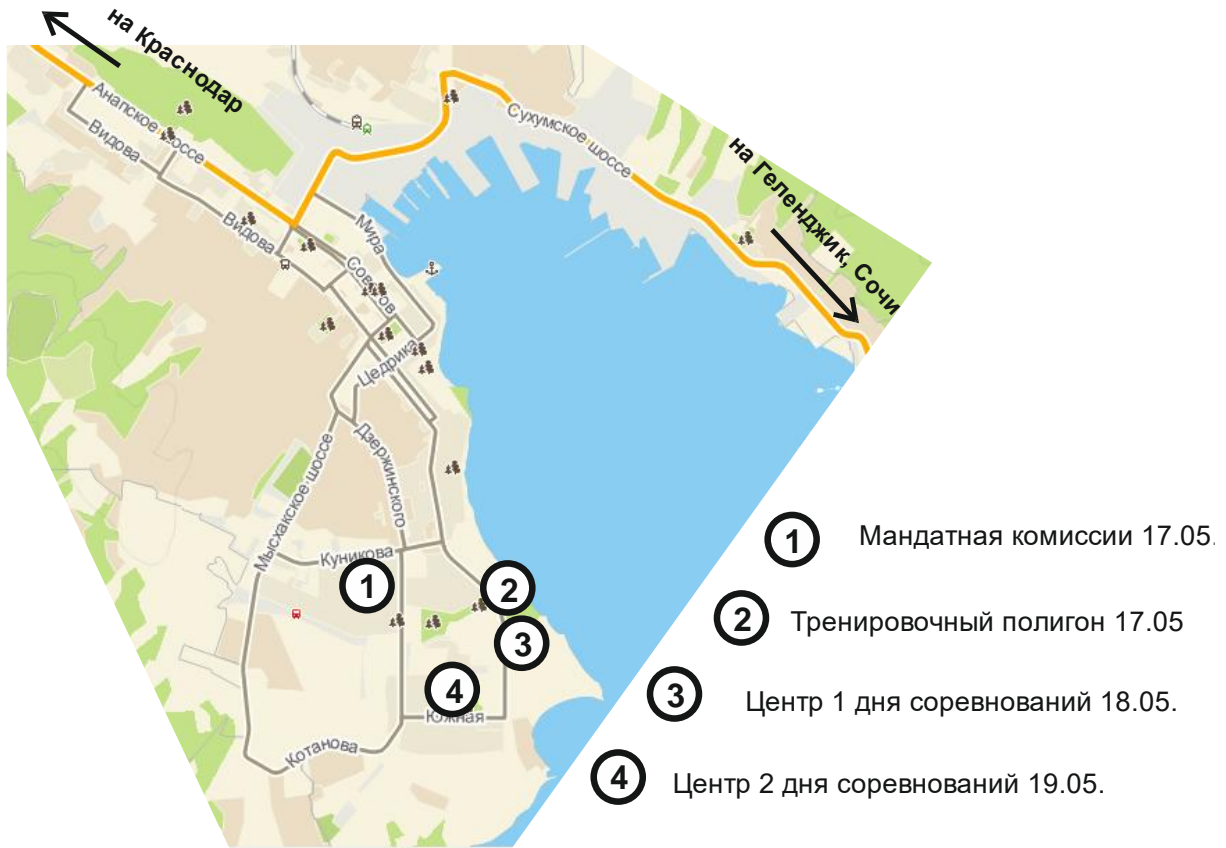 на Краснодар
Анапское шоссе
Видова
Видова
Мира
Советов
Цедрика
Сухумское шоссе
на Геленджик, Сочи
Дзержинского
Мысхакское шоссе
Куникова
Южная
Котанова
1
2
3
4
1 Мандатная комиссии 17.05.
2 Тренировочный полигон 17.05
3 Центр 1 дня соревнований 18.05.
4 Центр 2 дня соревнований 19.05.